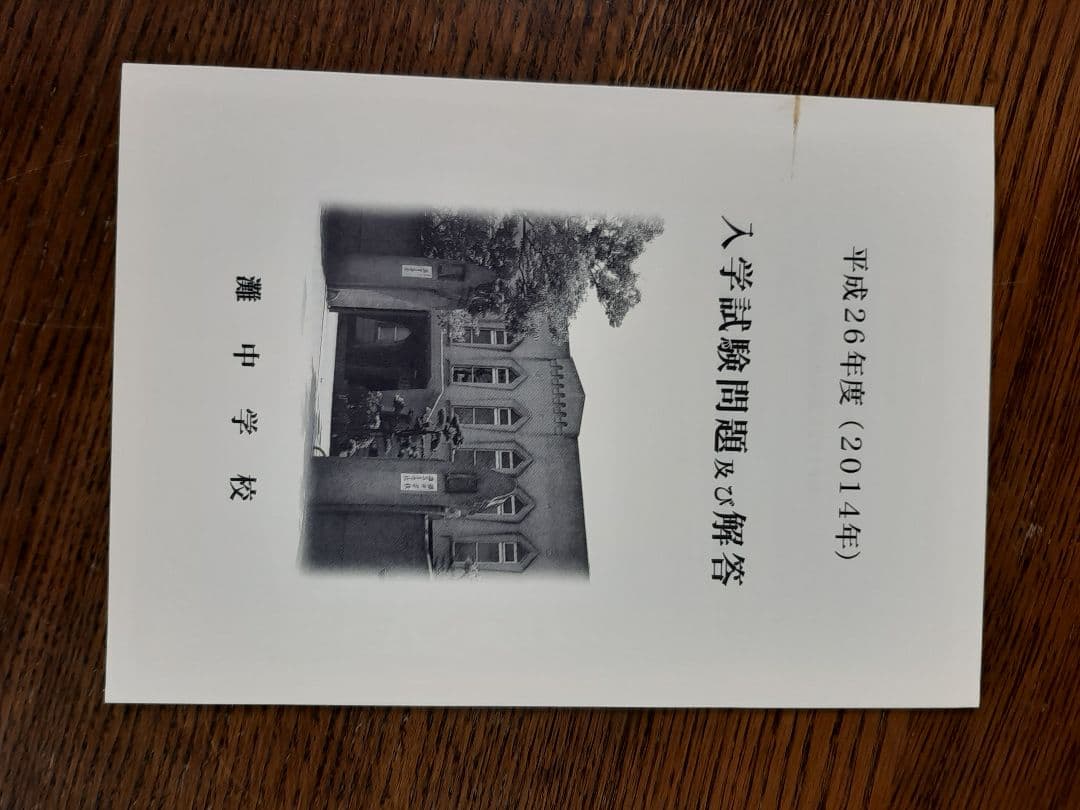 平成26年度（2014年）
入学試験問題及び解答
灘中学校